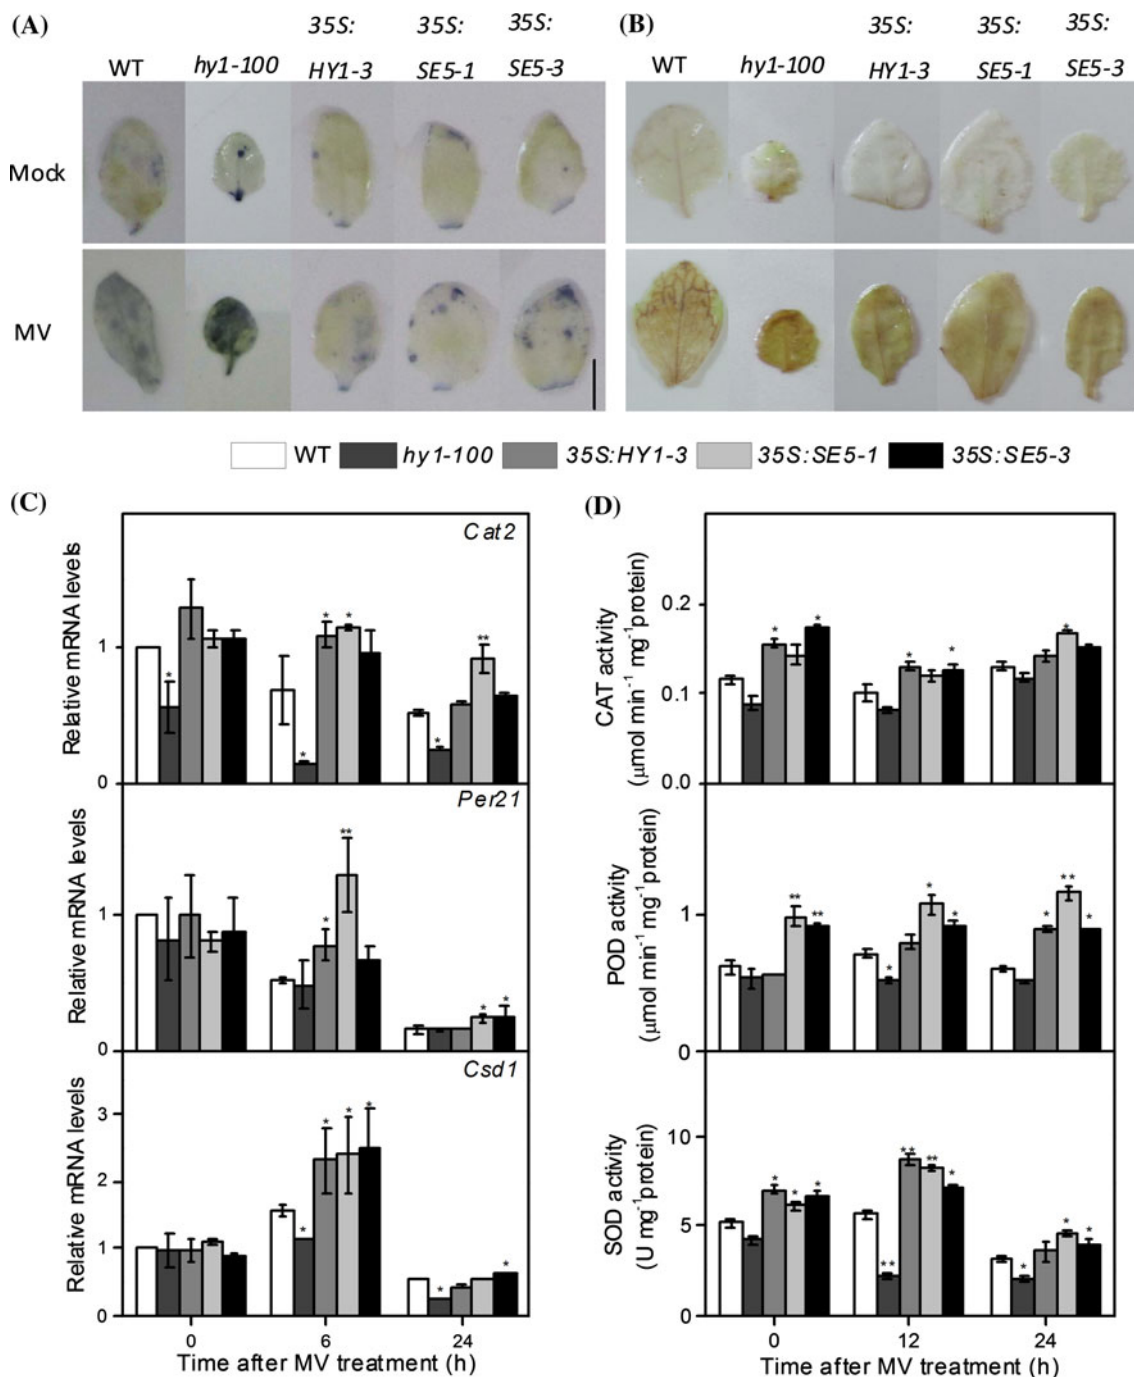 (A)
35S: 35S: 35S:
WT hy1-100 HY1-3 SE5-1 SE5-3
(B)
35S: 35S: 35S:
WT hy1-100 HY1-3 SE5-1 SE5-3
Mock
MV
WT hy1-100 35S:HY1-3 35S:SE5-1 35S:SE5-3
(C)
Cat2
Relative mRNA levels
1
0
* * * * * **
Per21
Relative mRNA levels
1
0
* ** * *
Csd1
Relative mRNA levels
3
2
1
0
* * * * * *
0 6 24
Time after MV treatment (h)
(D)
CAT activity
(μmol min⁻¹ mg⁻¹protein)
0.2
0.1
0.0
* * * * *
POD activity
(μmol min⁻¹ mg⁻¹protein)
1
1
** ** * * * * ** *
SOD activity
(U mg⁻¹protein)
10
5
0
* * * ** ** ** * * * *
0 12 24
Time after MV treatment (h)